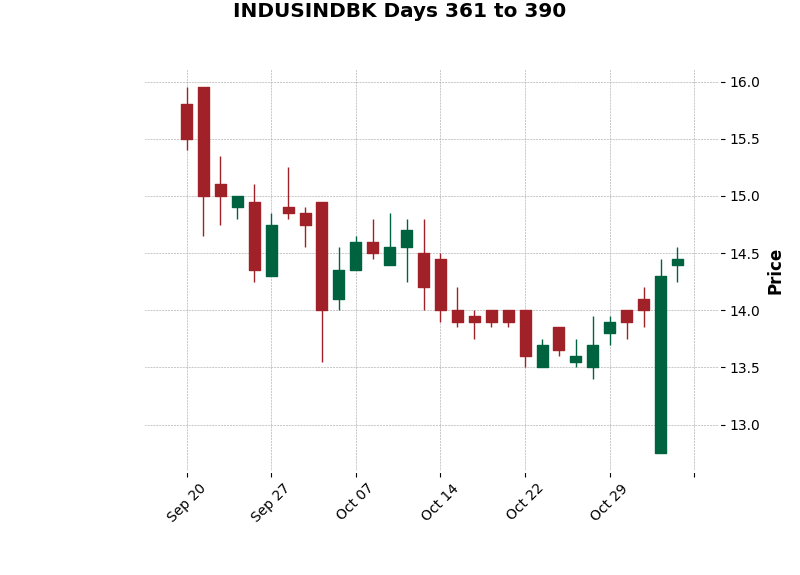 INDUSINDBK Days 361 to 390
16.0
15.5
15.0
14.5
14.0
13.5
13.0
Price
Sep 20
Sep 27
Oct 07
Oct 14
Oct 22
Oct 29